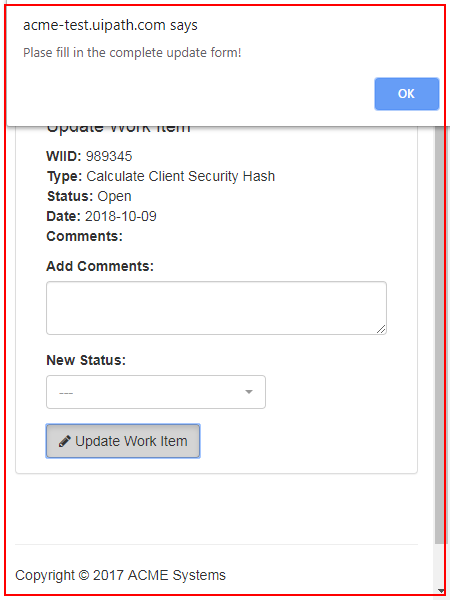 acme-test.uipath.com says
Plase fill in the complete update form!
OK
Update Work Item
WIID: 989345
Type: Calculate Client Security Hash
Status: Open
Date: 2018-10-09
Comments:
Add Comments:
New Status:
---
Update Work Item
Copyright © 2017 ACME Systems